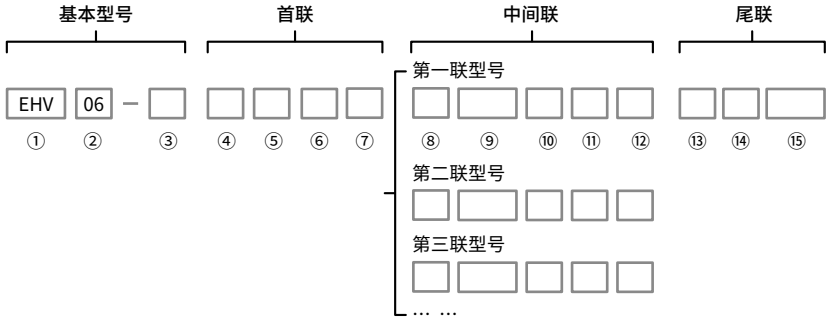 基本型号 首联 中间联 尾联
第一联型号
EHV 06 –
① ② ③ ④ ⑤ ⑥ ⑦ ⑧ ⑨ ⑩ ⑪ ⑫ ⑬ ⑭ ⑮
第二联型号
第三联型号
… …